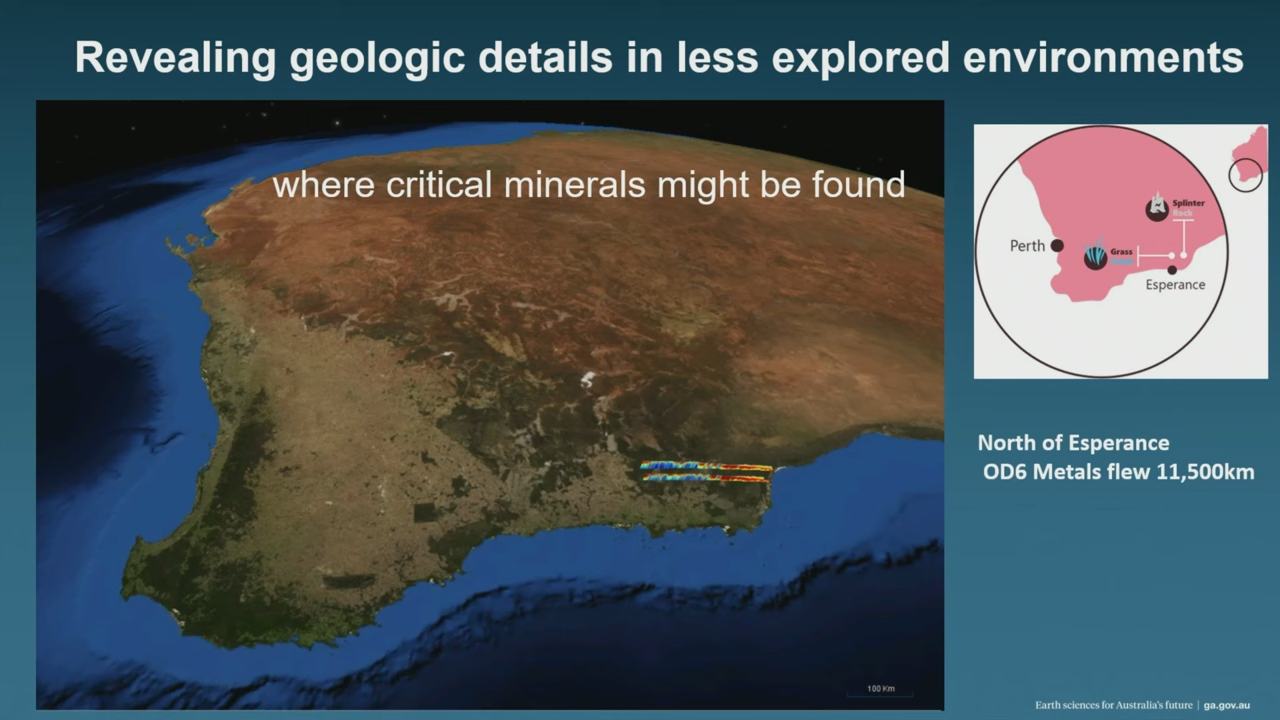 Revealing geologic details in less explored environments
where critical minerals might be found
Splinter
Rock
Perth
Grass
Esperance
North of Esperance
OD6 Metals flew 11,500km
100 Km
Earth sciences for Australia's future | ga.gov.au